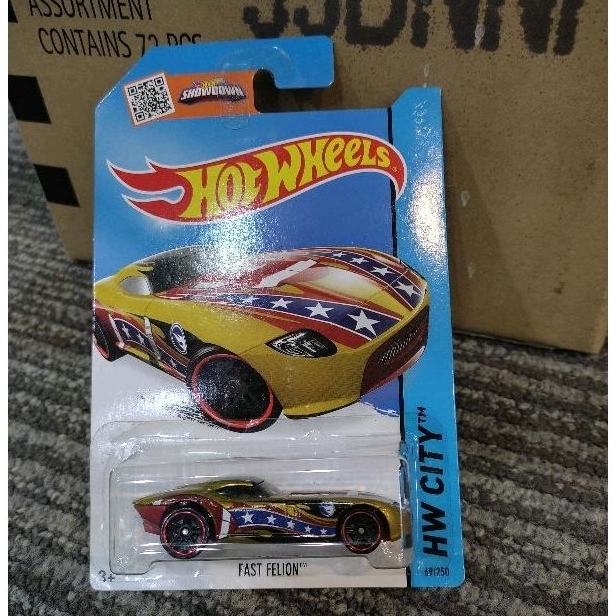 ASSORTMENT
CONTAINS 72 PCS
SHOWDOWN
HOT WHEELS
HW CITY™
FAST FELION™
3+
69/250